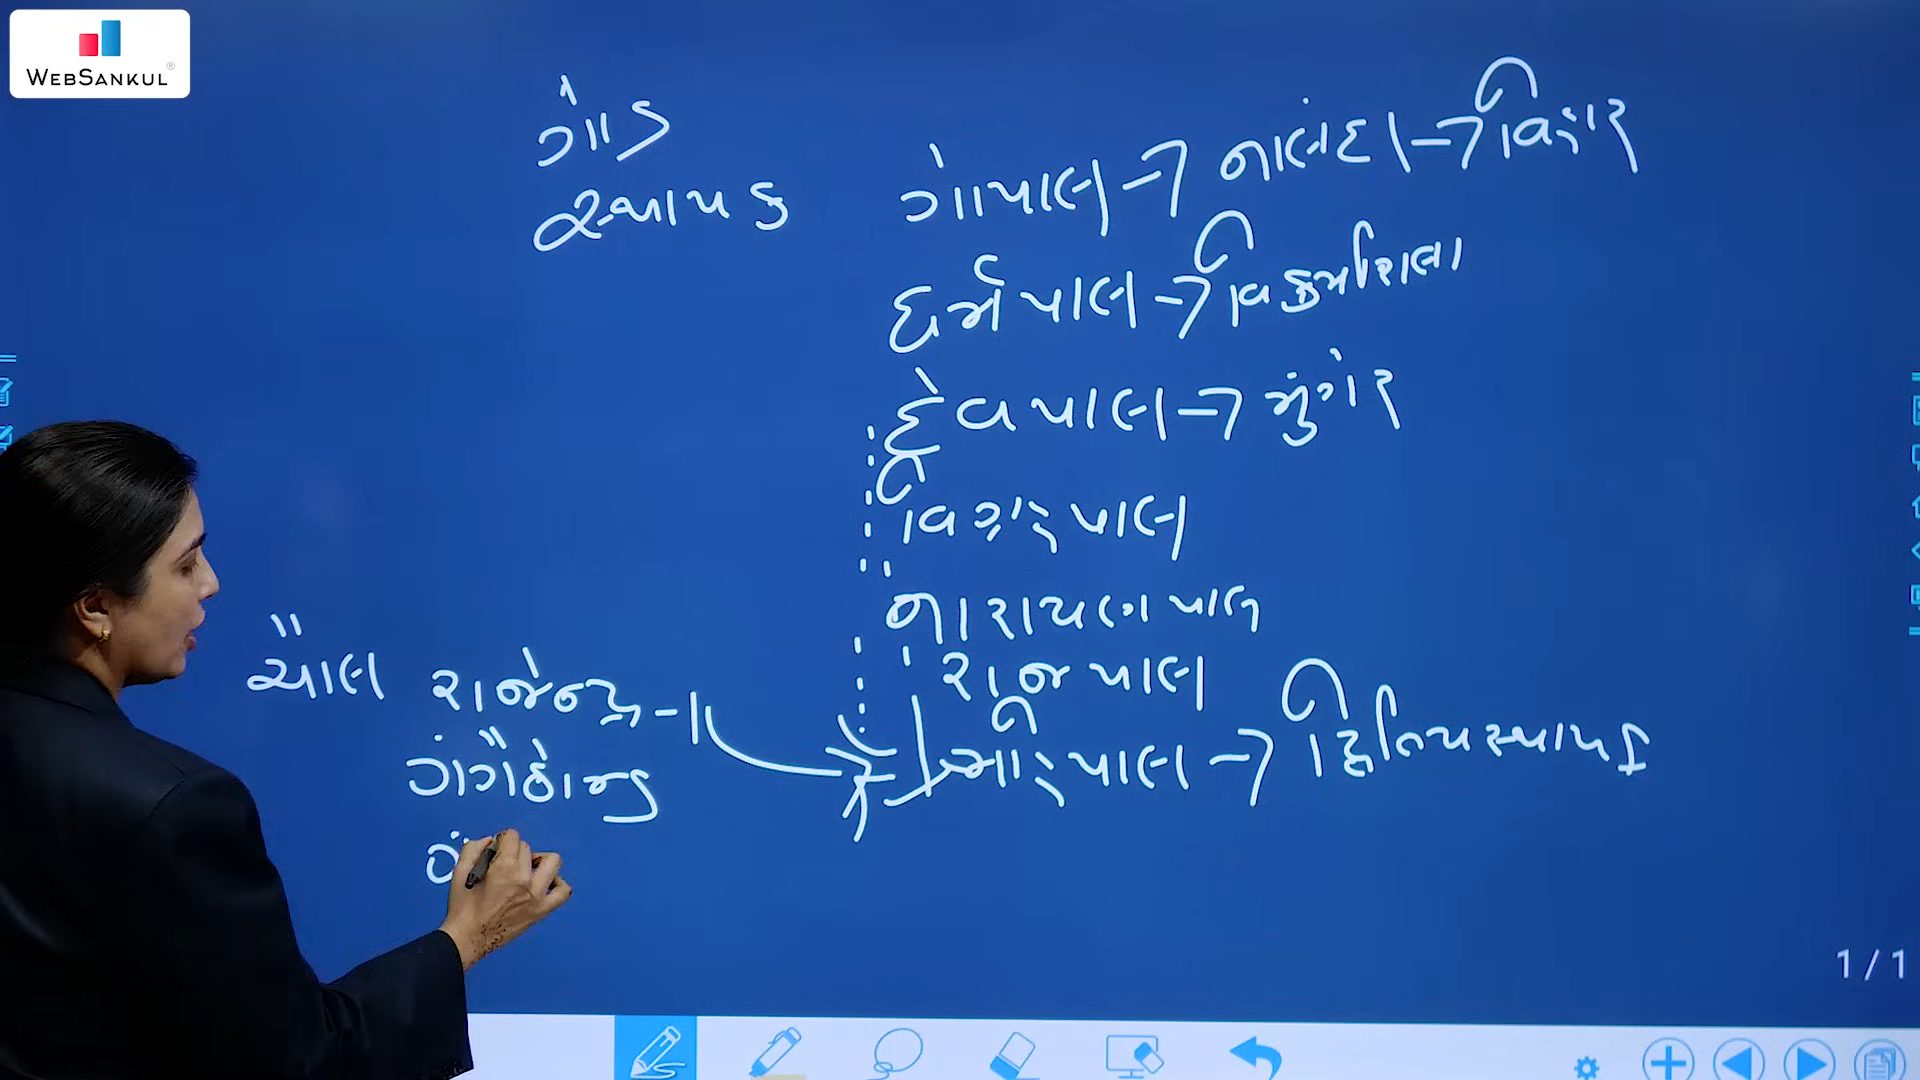 WEBSANKUL®
ગોડ
સ્થાપક
ગોપાલ → નાલંદા → વિહાર
ધર્મપાલ → વિક્રમશિલા
દેવપાલ → મુંગેર
વિગ્રહપાલ
નારાયણપાલ
રાજપાલ
ચૌલ રાજેન્દ્ર - I
મહિપાલ → દ્વિતિય સ્થાપક
ગંગૈકોન્ડ
1 / 1